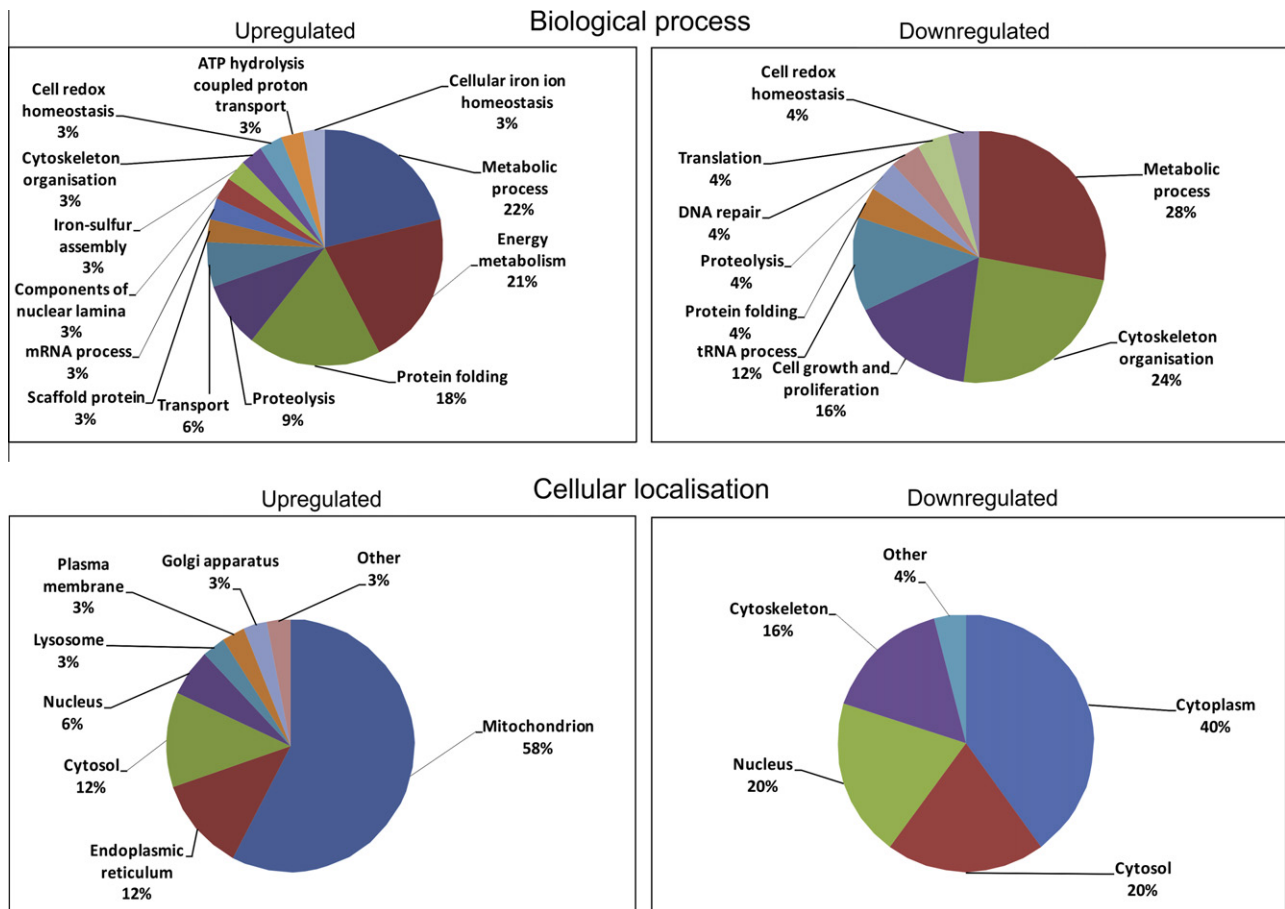 Biological process
Upregulated
ATP hydrolysis
coupled proton
transport
3%
Cellular iron ion
homeostasis
3%
Cell redox
homeostasis
3%
Cytoskeleton
organisation
3%
Iron-sulfur
assembly
3%
Components of
nuclear lamina
3%
mRNA process
3%
Scaffold protein
3%
Transport
6%
Proteolysis
9%
Protein folding
18%
Energy
metabolism
21%
Metabolic
process
22%
Downregulated
Cell redox
homeostasis
4%
Translation
4%
DNA repair
4%
Proteolysis
4%
Protein folding
4%
tRNA process
12%
Cell growth and
proliferation
16%
Cytoskeleton
organisation
24%
Metabolic
process
28%
Cellular localisation
Upregulated
Plasma
membrane
3%
Golgi apparatus
3%
Other
3%
Lysosome
3%
Nucleus
6%
Cytosol
12%
Endoplasmic
reticulum
12%
Mitochondrion
58%
Downregulated
Other
4%
Cytoskeleton
16%
Nucleus
20%
Cytosol
20%
Cytoplasm
40%